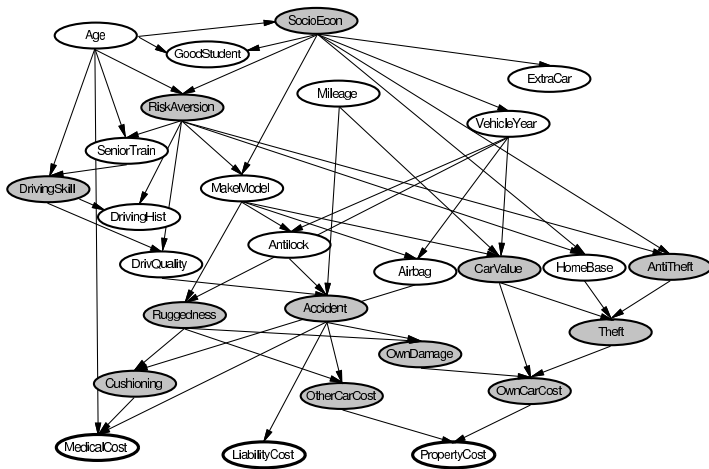 SocioEcon
Age
GoodStudent
ExtraCar
Mileage
RiskAversion
VehicleYear
SeniorTrain
DrivingSkill
MakeModel
DrivingHist
Antilock
DrivQuality
Airbag
CarValue
HomeBase
AntiTheft
Ruggedness
Accident
Theft
OwnDamage
Cushioning
OtherCarCost
OwnCarCost
MedicalCost
LiabilityCost
PropertyCost